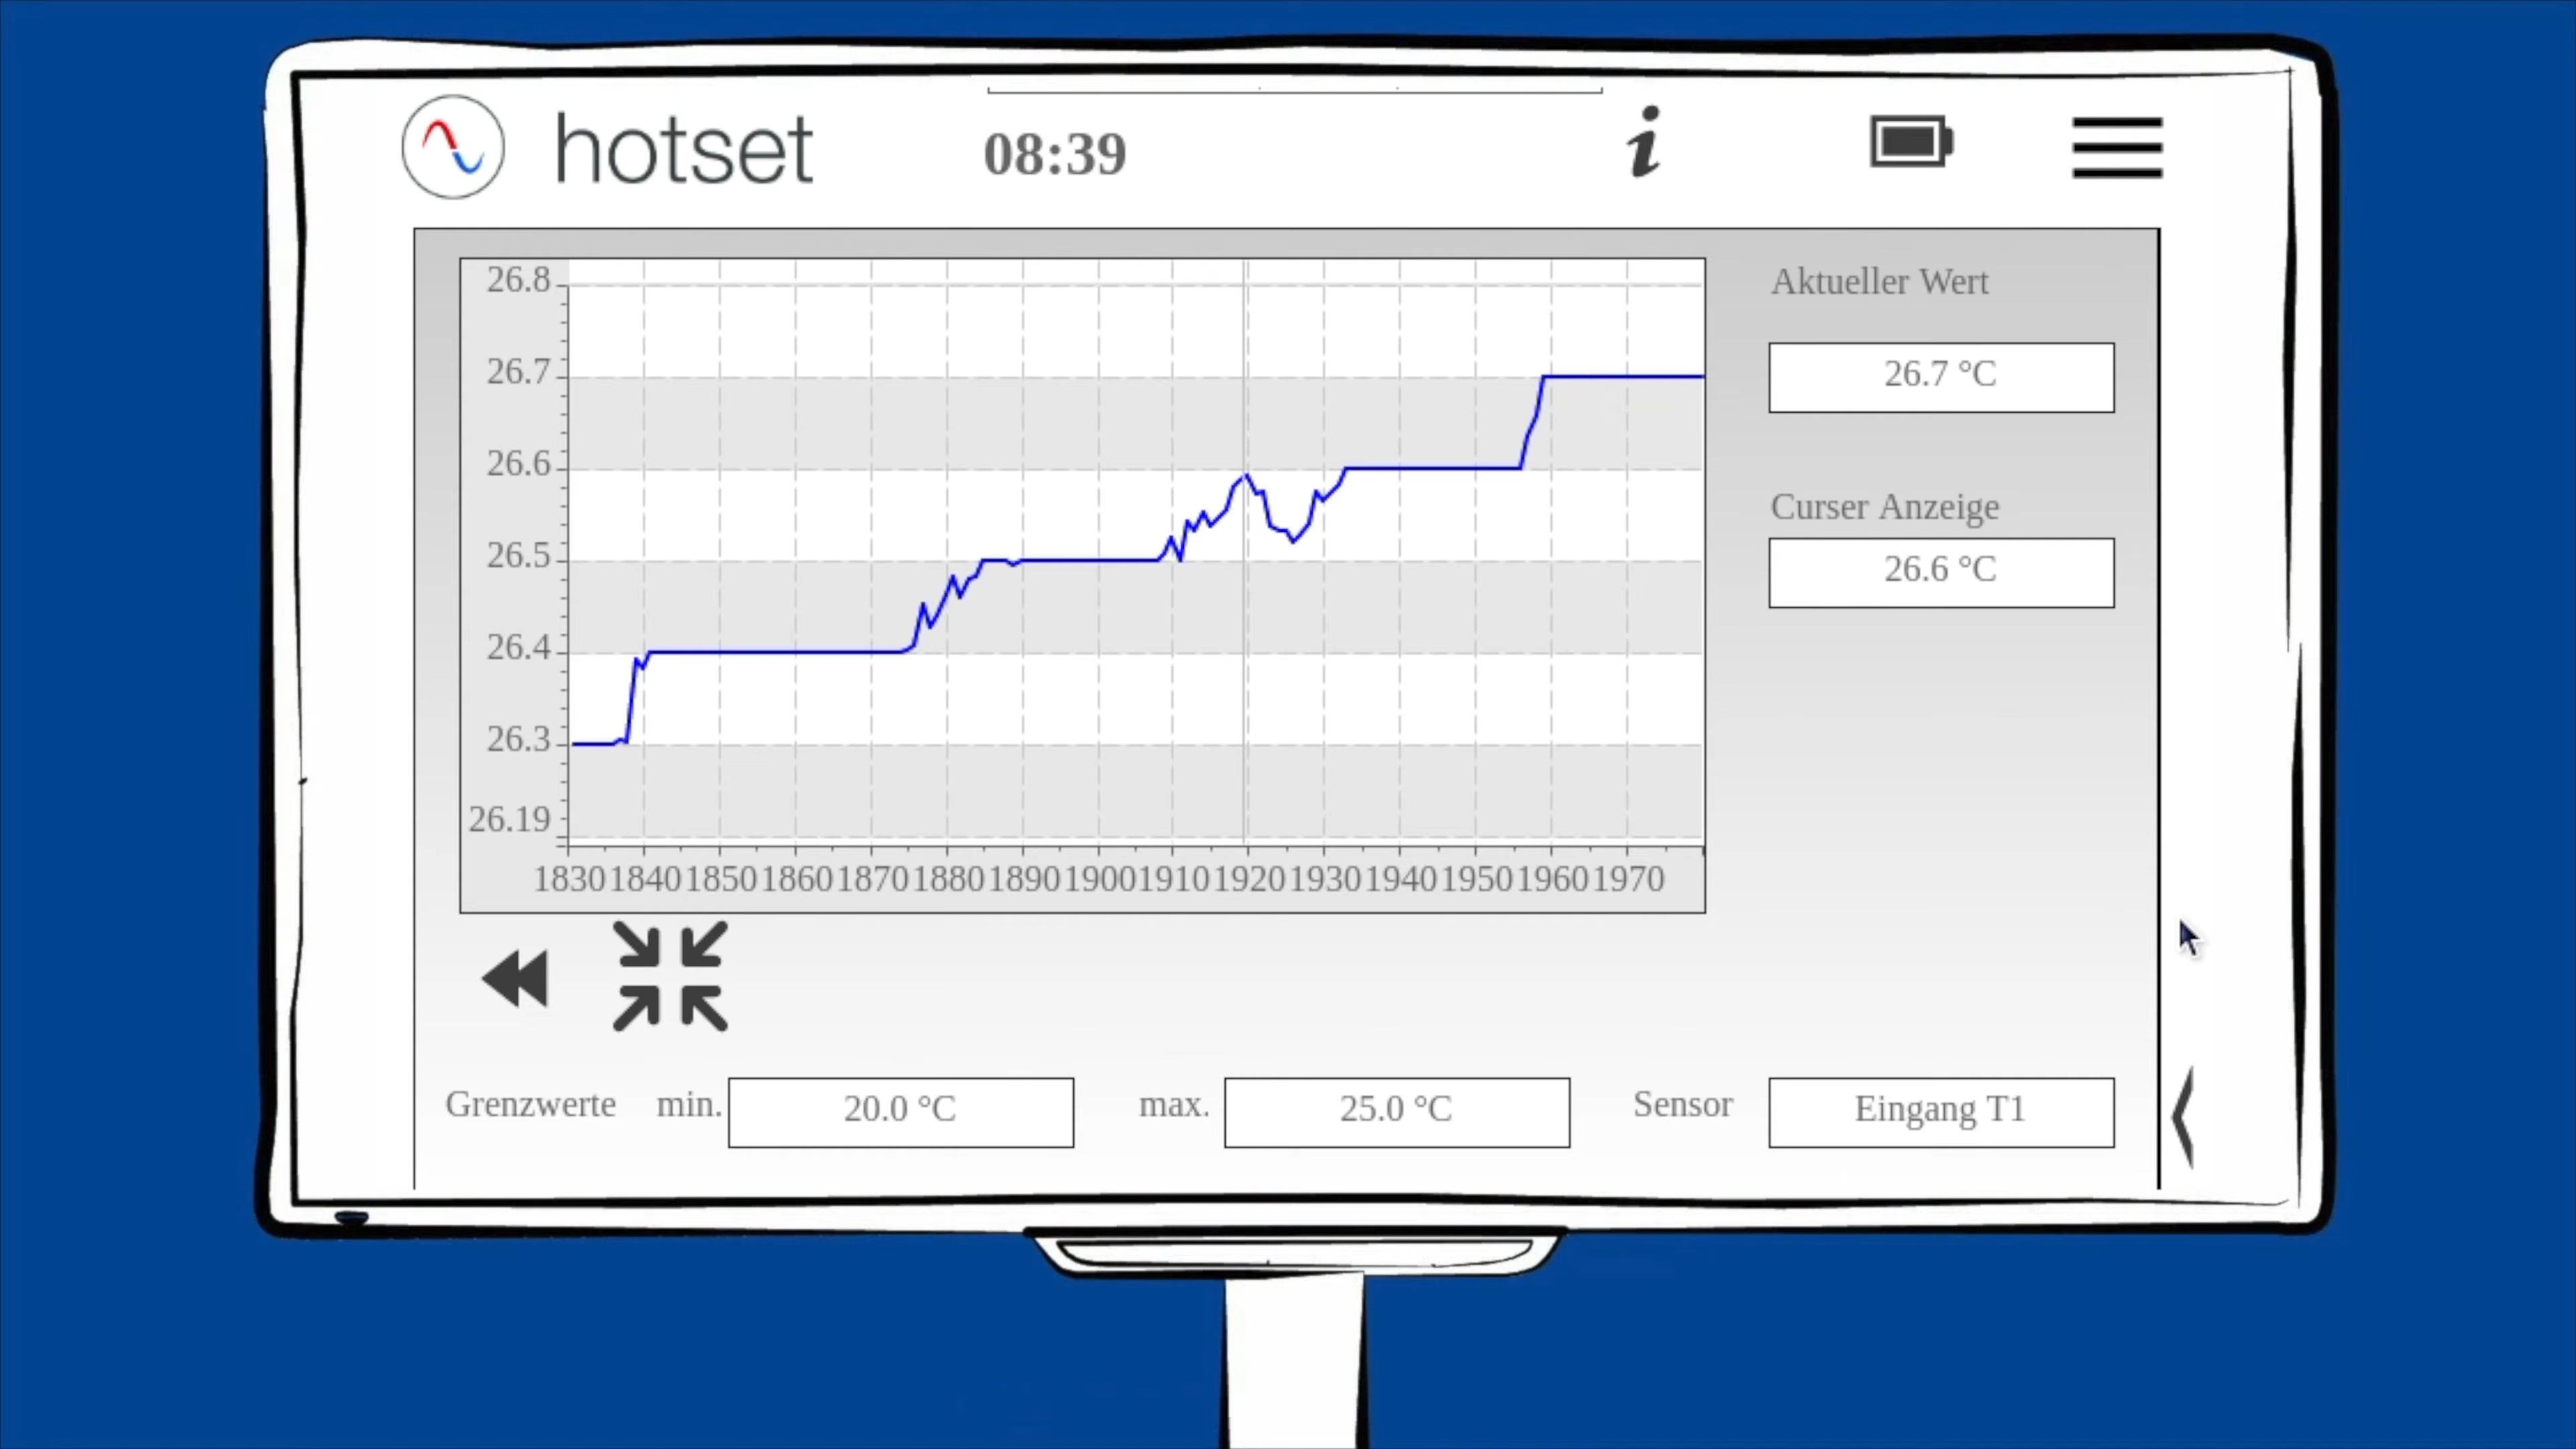 hotset
08:39
i
26.8
26.7
26.6
26.5
26.4
26.3
26.19
1830 1840 1850 1860 1870 1880 1890 1900 1910 1920 1930 1940 1950 1960 1970
Aktueller Wert
26.7 °C
Curser Anzeige
26.6 °C
Grenzwerte min. 20.0 °C max. 25.0 °C Sensor Eingang T1